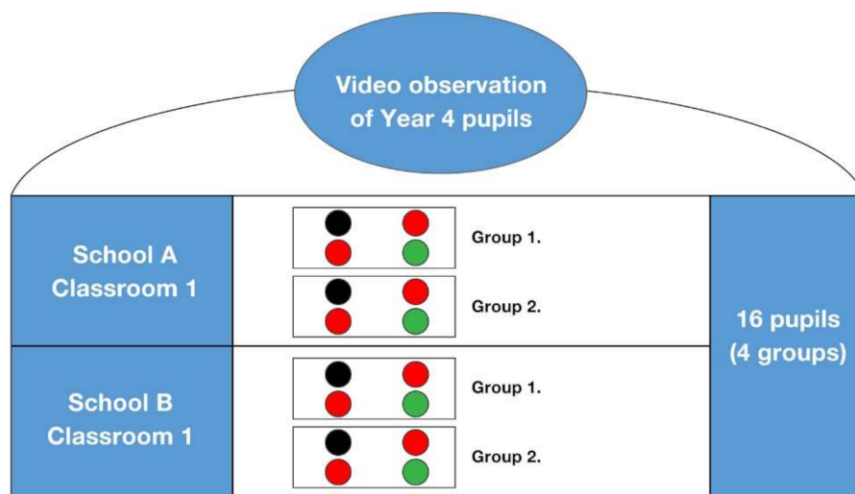 Video observation
of Year 4 pupils
School A
Classroom 1
Group 1.
Group 2.
School B
Classroom 1
Group 1.
Group 2.
16 pupils
(4 groups)